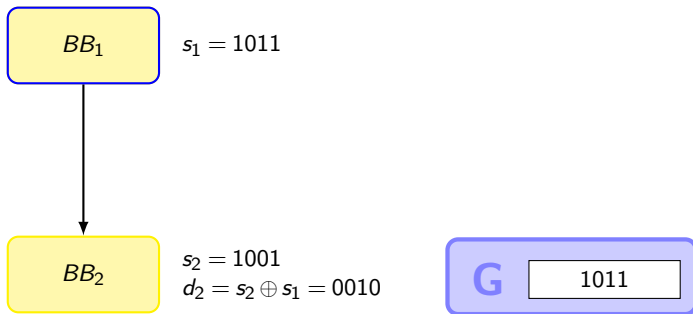 BB₁
s₁ = 1011
BB₂
s₂ = 1001
d₂ = s₂ ⊕ s₁ = 0010
G 1011